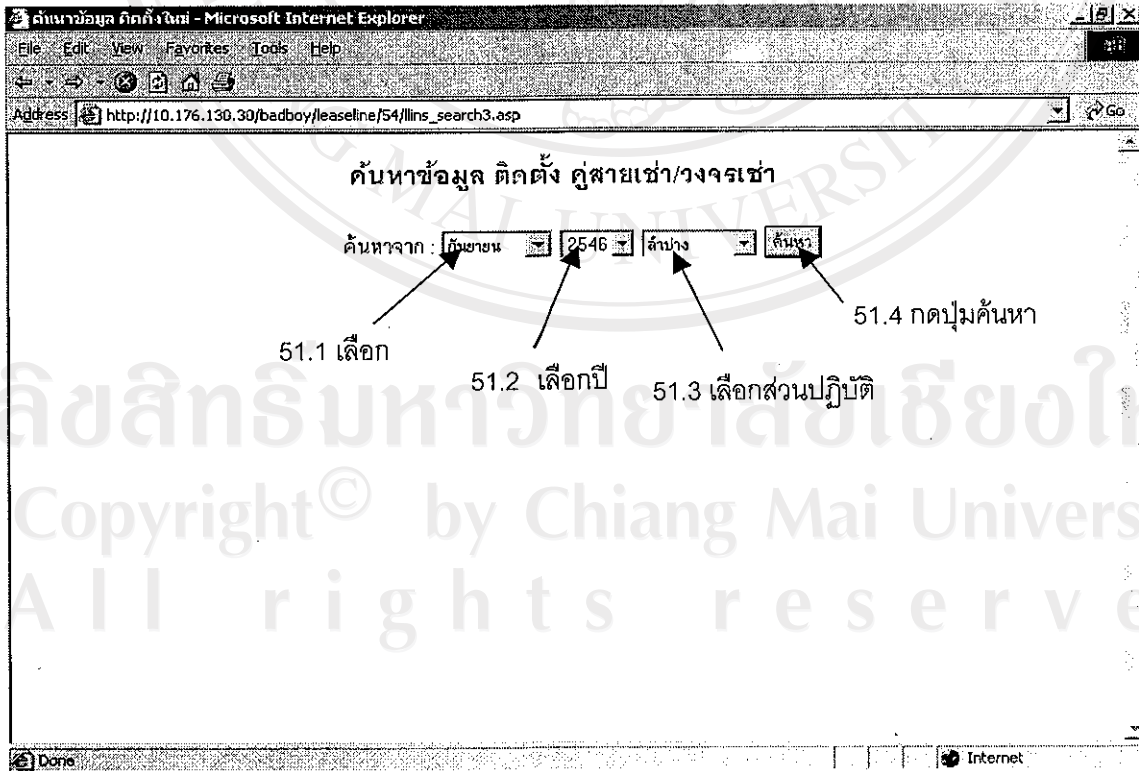 ค้นหาข้อมูล ติดตั้งใหม่ - Microsoft Internet Explorer
File Edit View Favorites Tools Help
Address http://10.176.130.30/badboy/leaseline/54/llins_search3.asp Go
ค้นหาข้อมูล ติดตั้ง คู่สายเช่า/วงจรเช่า
ค้นหาจาก : กันยายน 2546 ลำปาง ค้นหา
51.4 กดปุ่มค้นหา
51.1 เลือก
51.2 เลือกปี
51.3 เลือกส่วนปฏิบัติ
G MAI UNIVERSIT
ลิขสิทธิ์มหาวิทยาลัยเชียงให
Copyright© by Chiang Mai Univers
All rights reserve
Done Internet